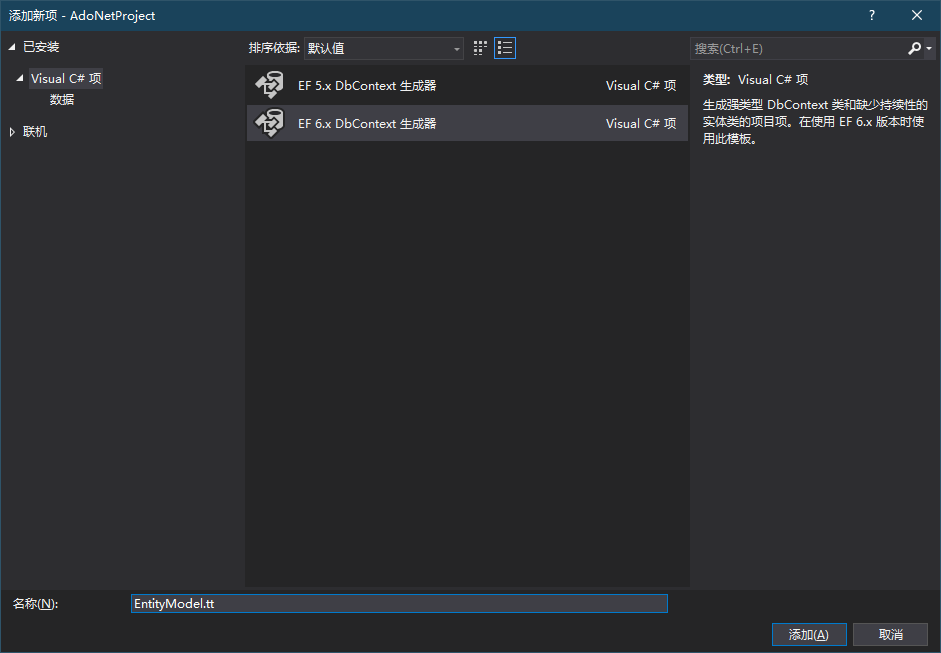 添加新项 - AdoNetProject
?
已安装
Visual C# 项
数据
联机
排序依据: 默认值
EF 5.x DbContext 生成器 Visual C# 项
EF 6.x DbContext 生成器 Visual C# 项
搜索(Ctrl+E)
类型: Visual C# 项
生成强类型 DbContext 类和缺少持续性的
实体类的项目项。在使用 EF 6.x 版本时使
用此模板。
名称(N): EntityModel.tt
添加(A) 取消